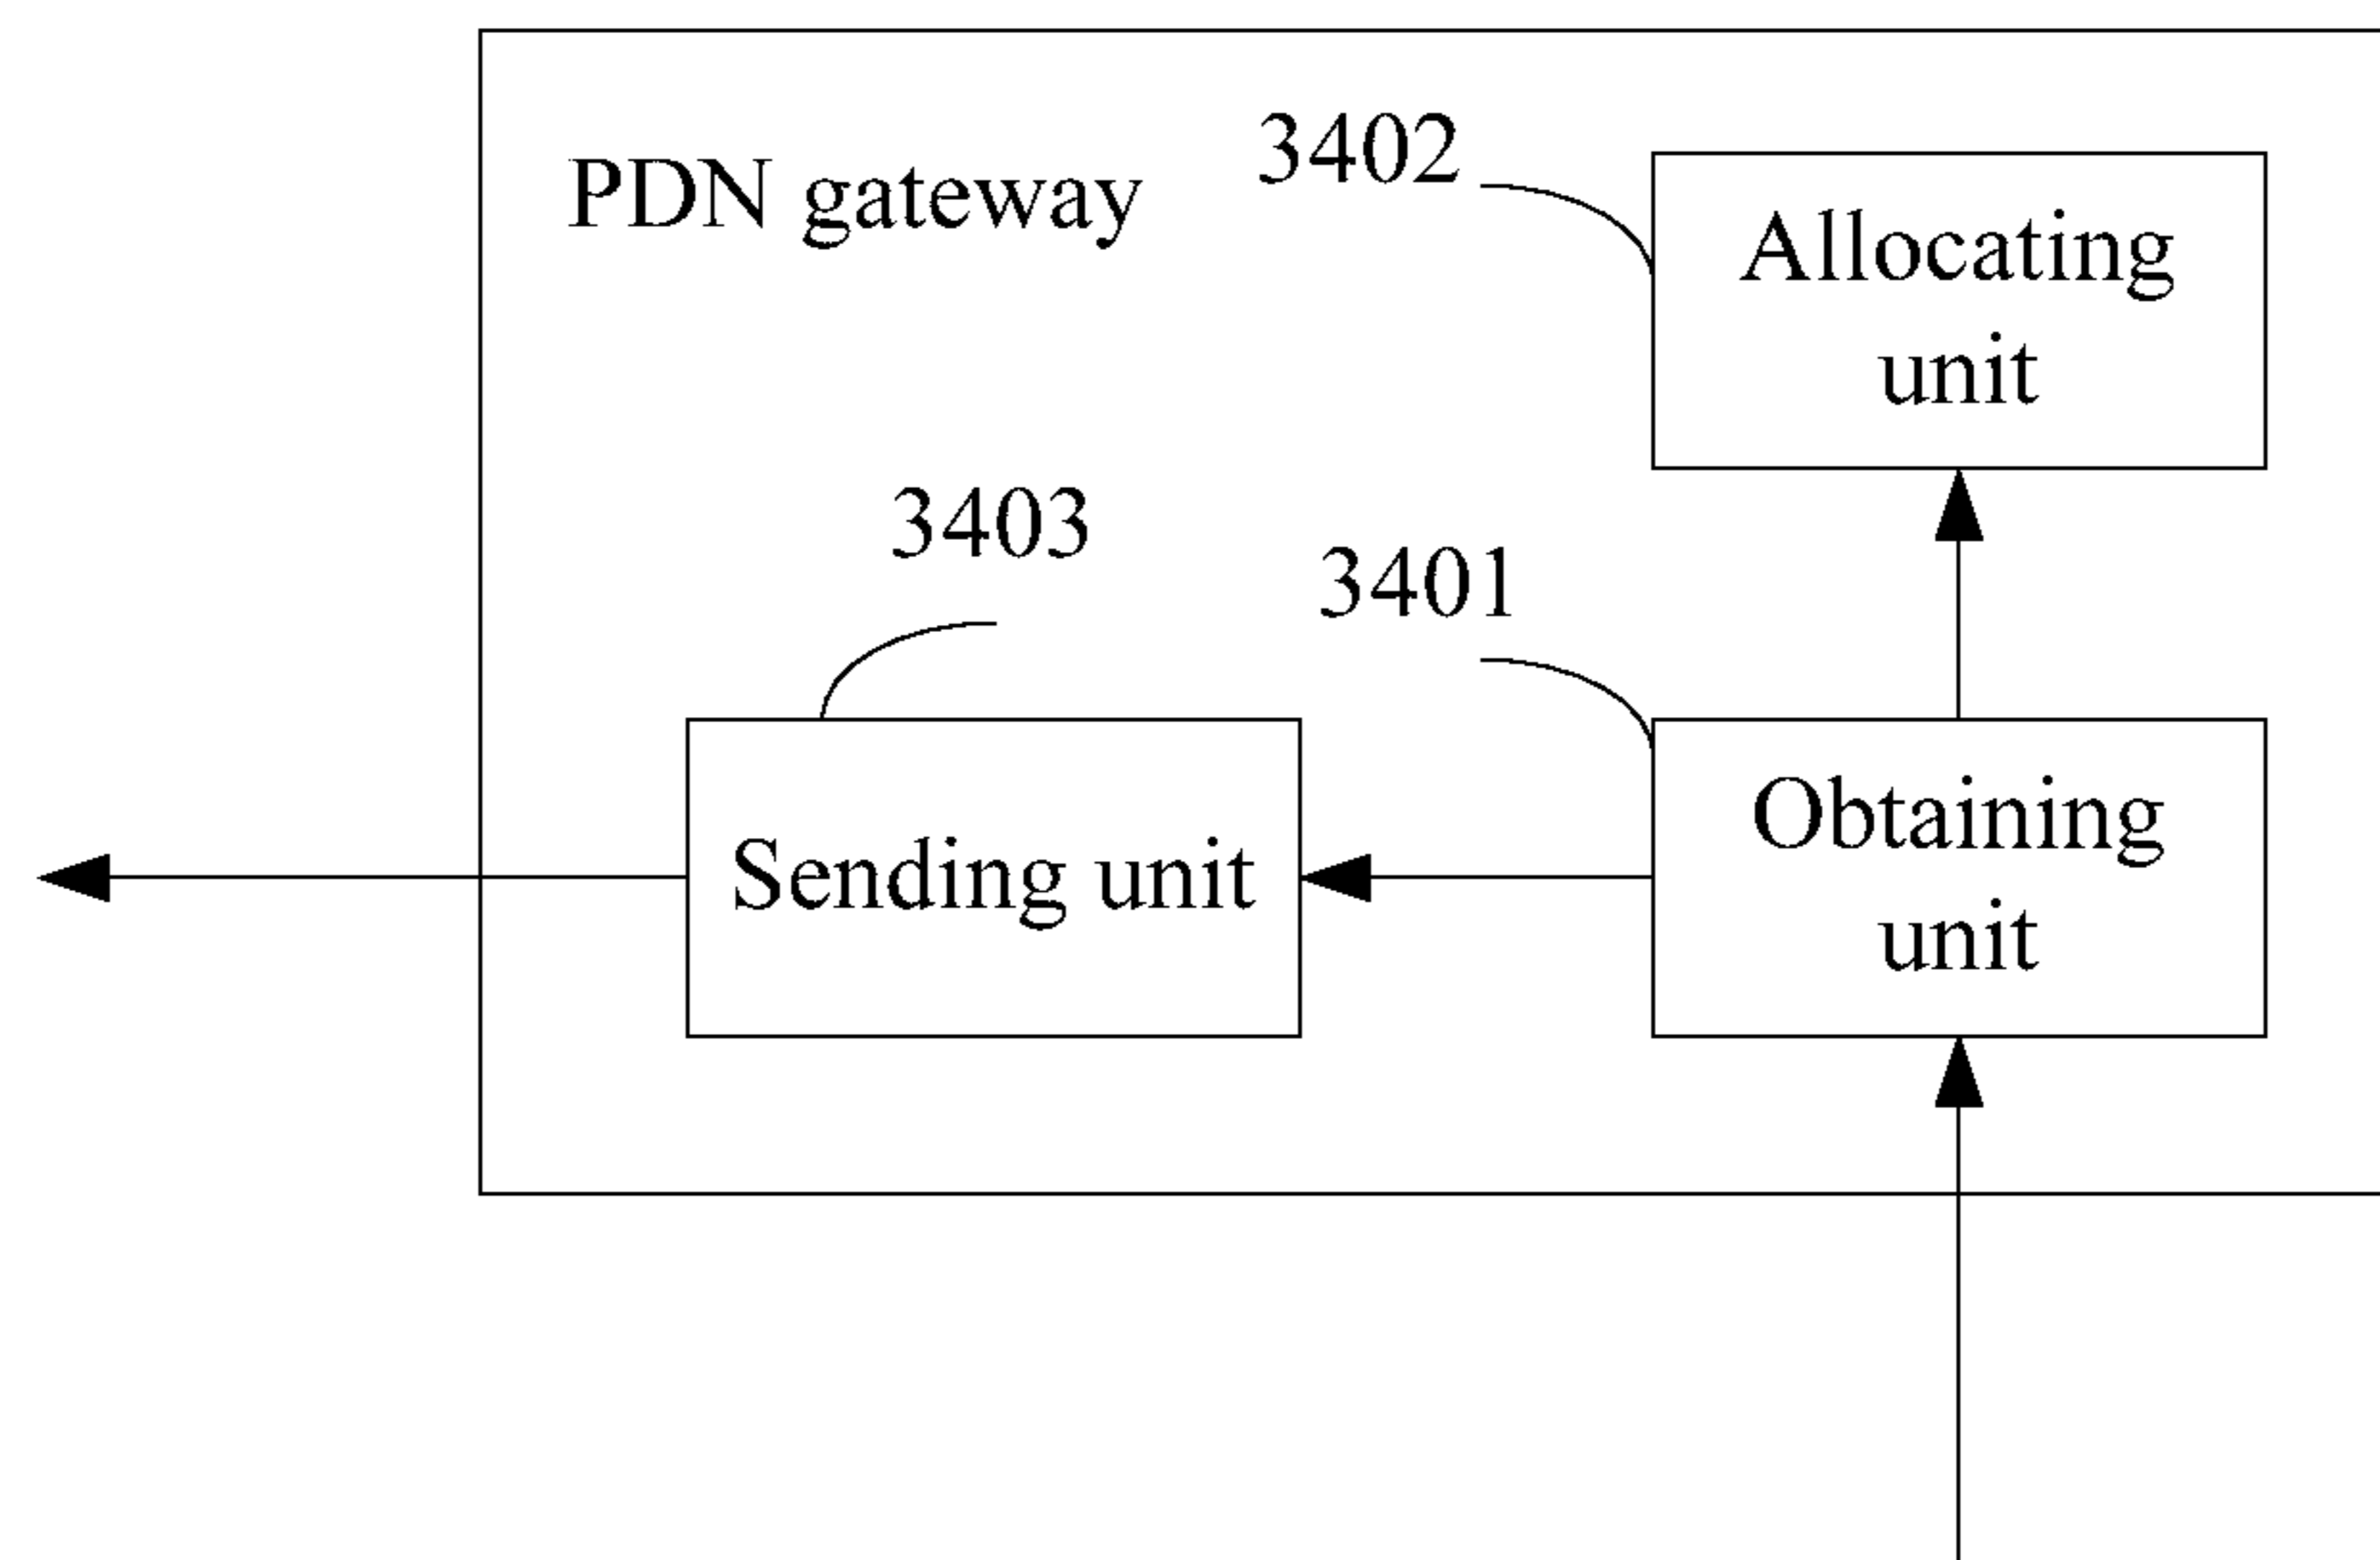 PDN gateway
3402
Allocating
unit
3403
3401
Sending unit
Obtaining
unit